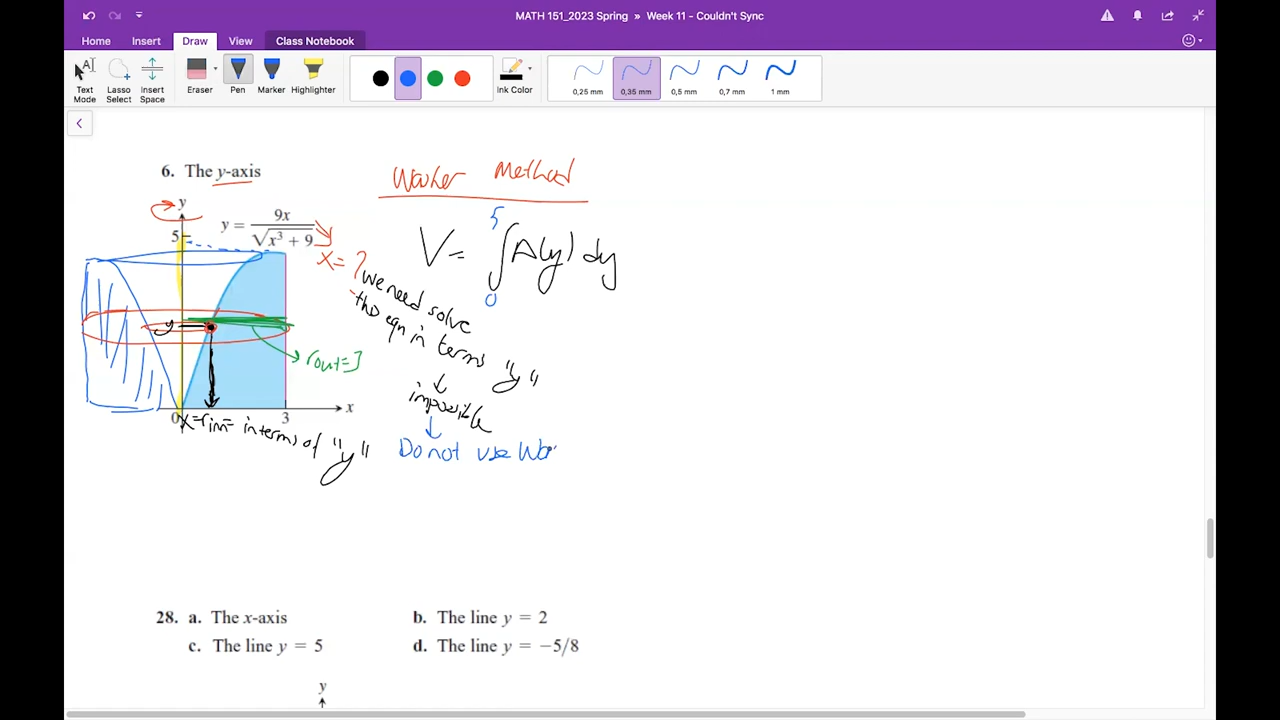 MATH 151_2023 Spring » Week 11 - Couldn't Sync
Home Insert Draw View Class Notebook
Text Mode
Lasso Select
Insert Space
Eraser
Pen
Marker
Highlighter
Ink Color
0,25 mm
0,35 mm
0,5 mm
0,7 mm
1 mm
6. The y-axis
Washer Method
y
5
y = 9x / √x³ + 9
x = ?
V = ∫ A(y) dy
5
0
we need solve
the eqn in terms "y"
impossible
Do not use Wa
y
rout=3
0
3
x
x=rinn= in terms of "y"
28. a. The x-axis
b. The line y = 2
c. The line y = 5
d. The line y = −5/8
y